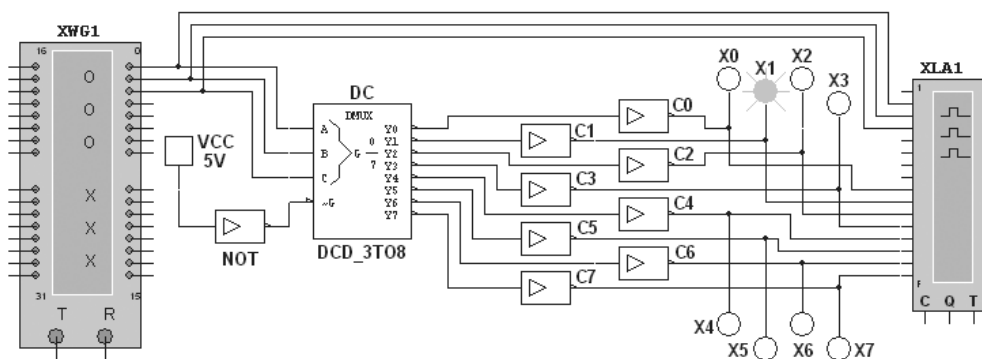 XWG1
16 0
O
O
O
X
X
X
31 15
T R
VCC
5V
NOT
DC
DMUX
A
B
C
~G
G 0 7
Y0
Y1
Y2
Y3
Y4
Y5
Y6
Y7
DCD_3TO8
C0
C1
C2
C3
C4
C5
C6
C7
X0
X1
X2
X3
X4
X5
X6
X7
XLA1
1
F
C Q T